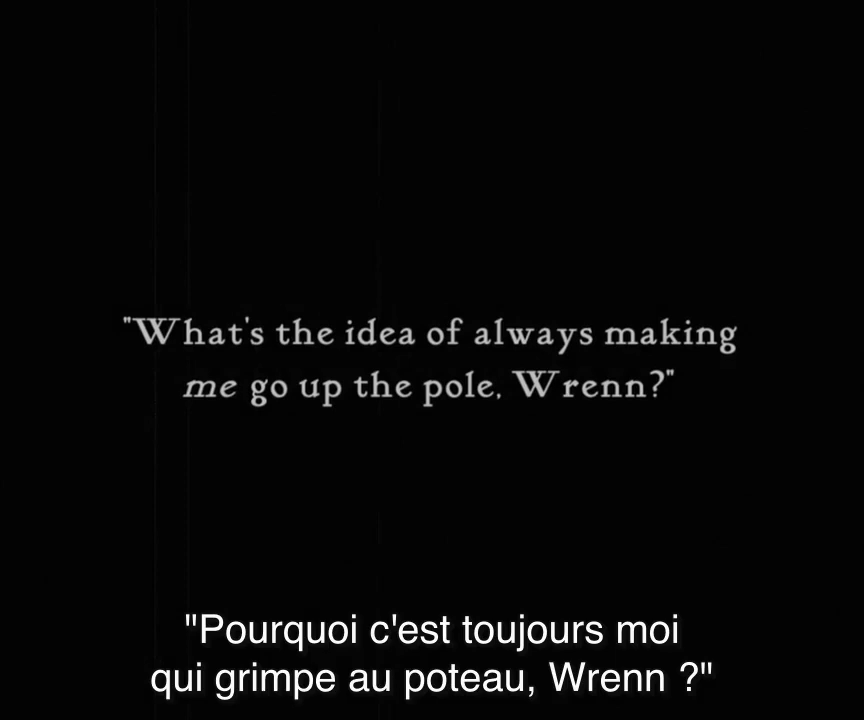 "What's the idea of always making
me go up the pole, Wrenn?"
"Pourquoi c'est toujours moi
qui grimpe au poteau, Wrenn ?"